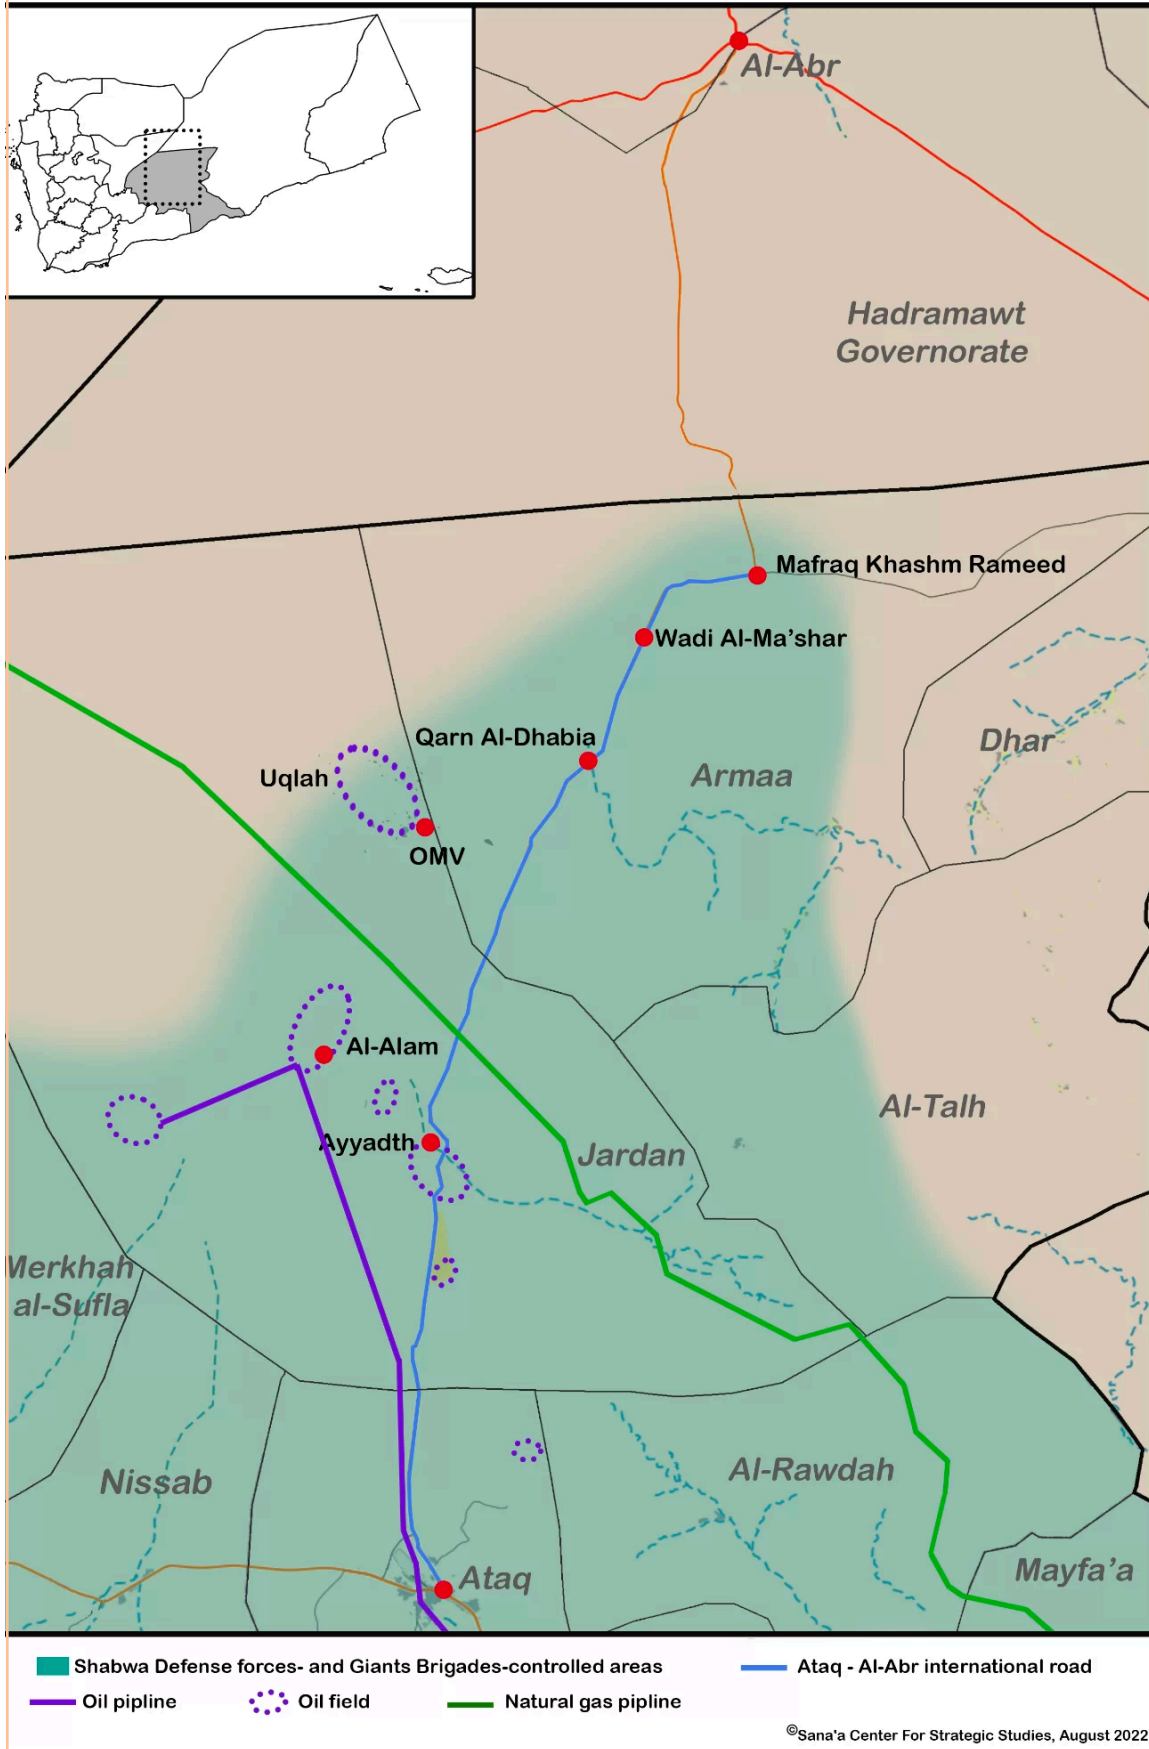 Al-Abr
Hadramawt
Governorate
Mafraq Khashm Rameed
Wadi Al-Ma'shar
Qarn Al-Dhabia
Dhar
Uqlah
Armaa
OMV
Al-Alam
Al-Talh
Ayyadth
Jardan
Merkhah
al-Sufla
Al-Rawdah
Nissab
Mayfa'a
Ataq
Shabwa Defense forces- and Giants Brigades-controlled areas
Ataq - Al-Abr international road
Oil pipline
Oil field
Natural gas pipline
©Sana'a Center For Strategic Studies, August 2022